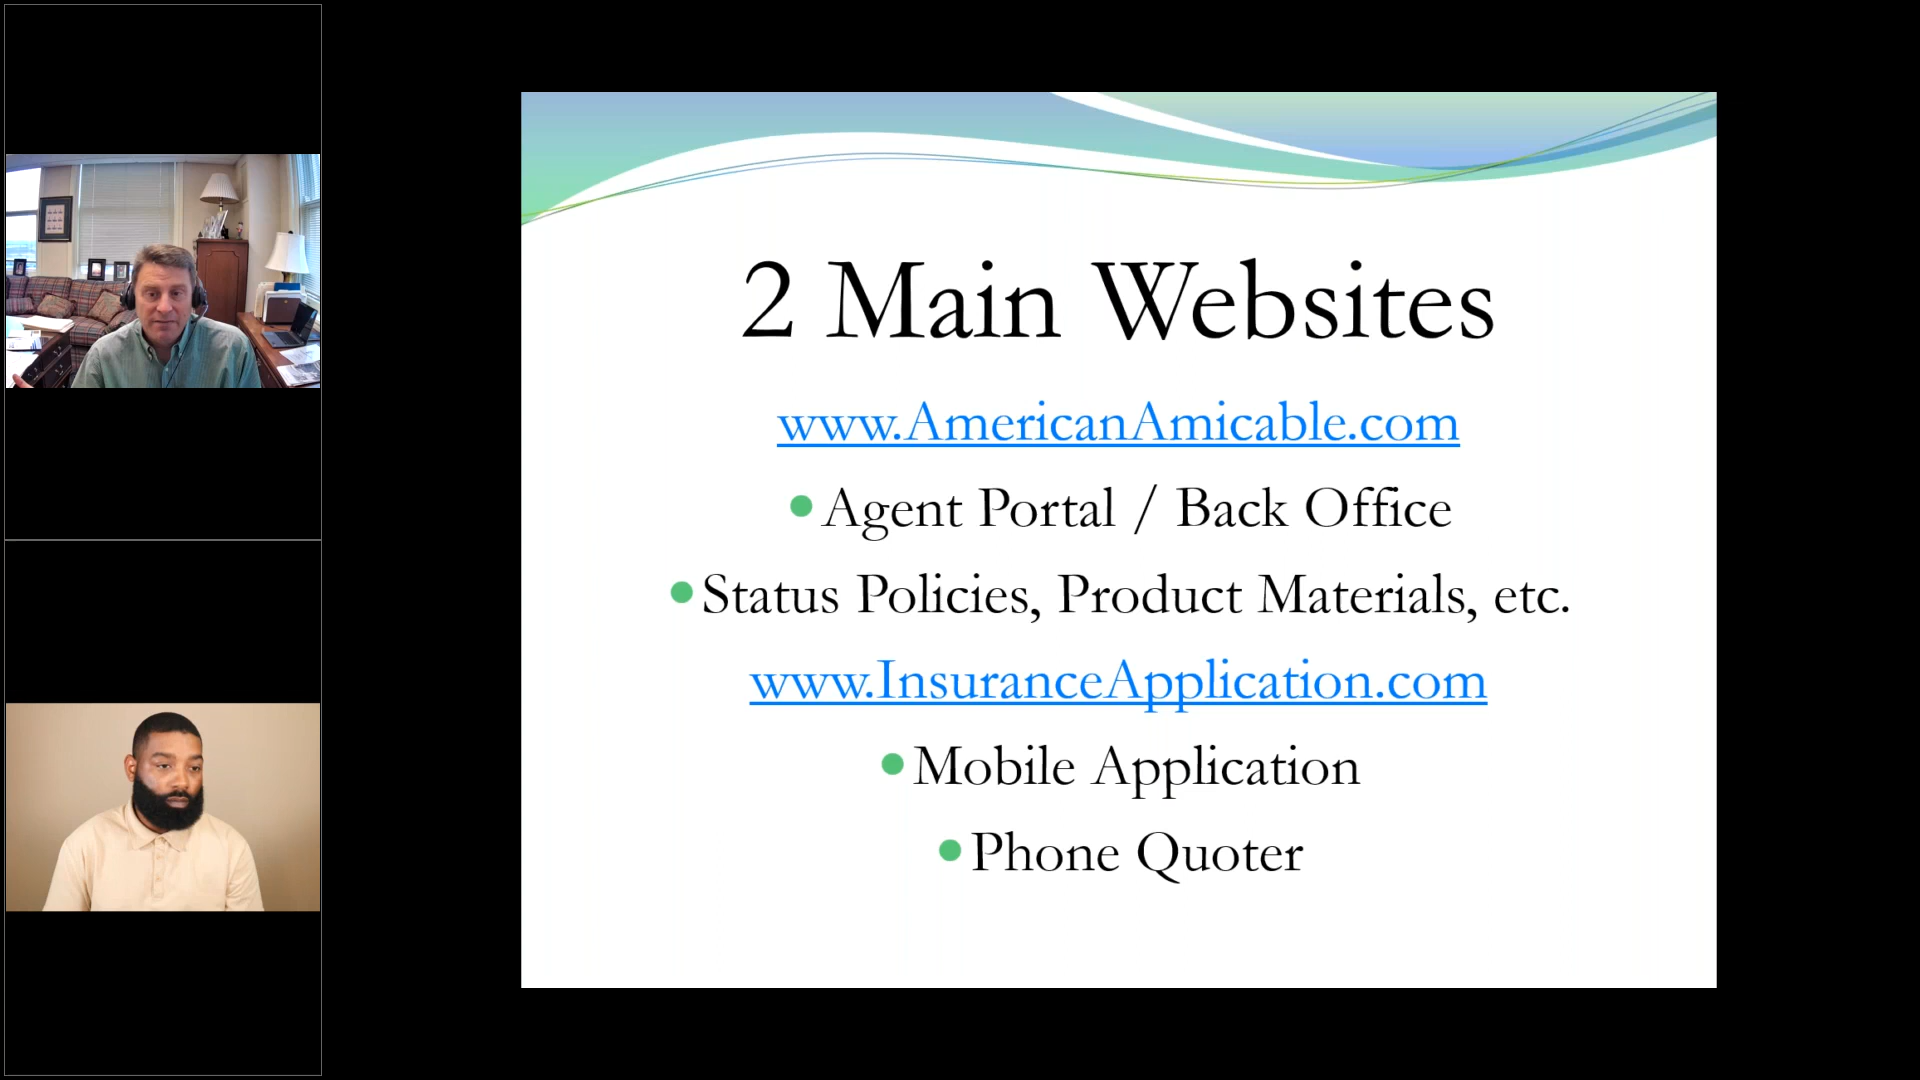 2 Main Websites
www.AmericanAmicable.com
•Agent Portal / Back Office
•Status Policies, Product Materials, etc.
www.InsuranceApplication.com
•Mobile Application
•Phone Quoter